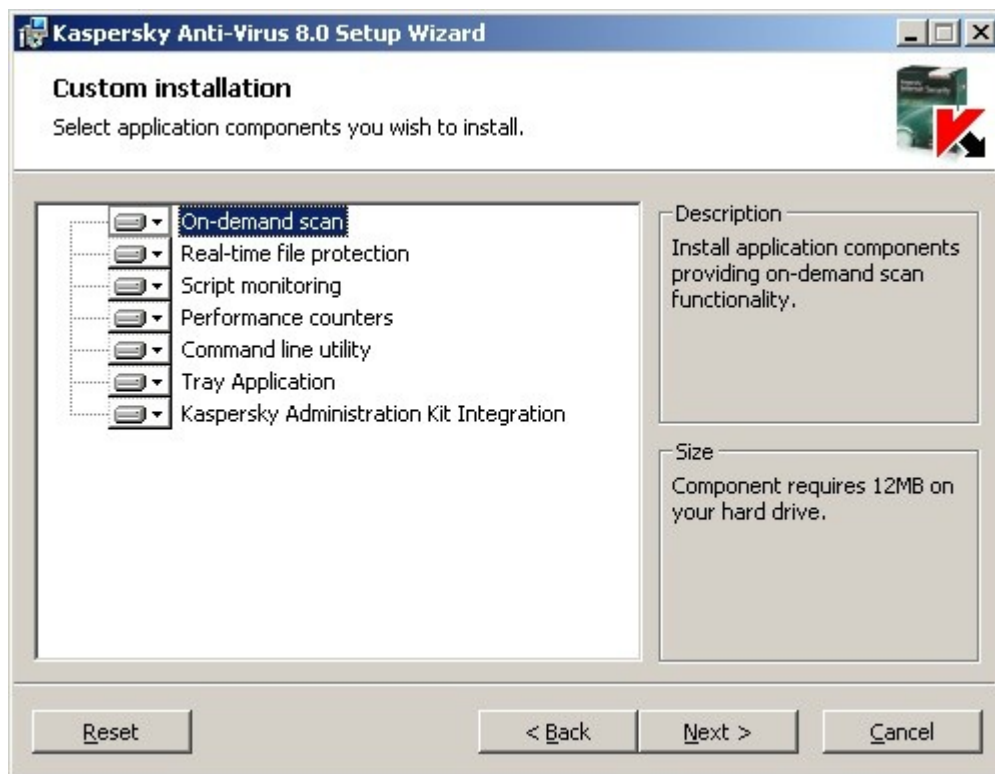 Kaspersky Anti-Virus 8.0 Setup Wizard
Custom installation
Select application components you wish to install.
On-demand scan
Real-time file protection
Script monitoring
Performance counters
Command line utility
Tray Application
Kaspersky Administration Kit Integration
Description
Install application components
providing on-demand scan
functionality.
Size
Component requires 12MB on
your hard drive.
Reset
< Back
Next >
Cancel